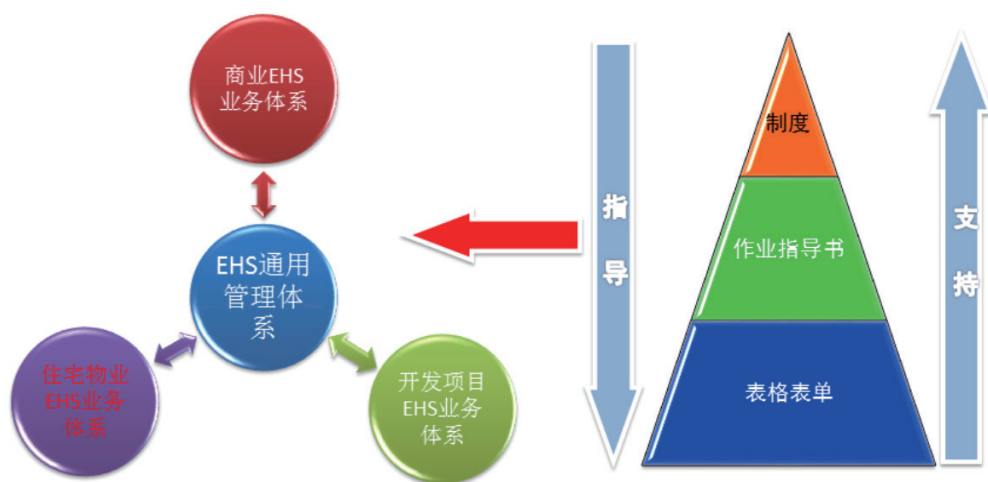 商业EHS
业务体系
EHS通用
管理体
系
住宅物业
EHS业务
体系
开发项目
EHS业务
体系
指
导
制度
作业指导书
表格表单
支
持